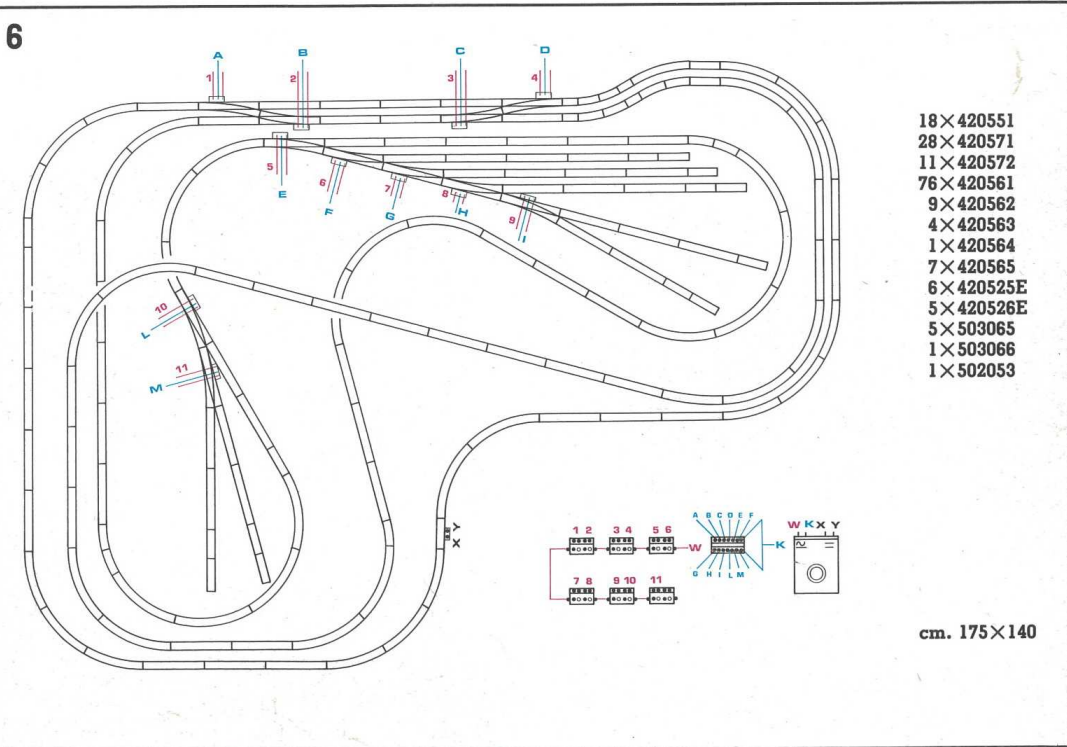 6
A
B
C
D
1
2
3
4
5
6
7
8
9
E
F
G
H
I
10
L
11
M
Y
X
18×420551
28×420571
11×420572
76×420561
9×420562
4×420563
1×420564
7×420565
6×420525E
5×420526E
5×503065
1×503066
1×502053
A B C D E F
1 2 3 4 5 6
W
K
G H I L M
7 8 9 10 11
W K X Y
cm. 175×140